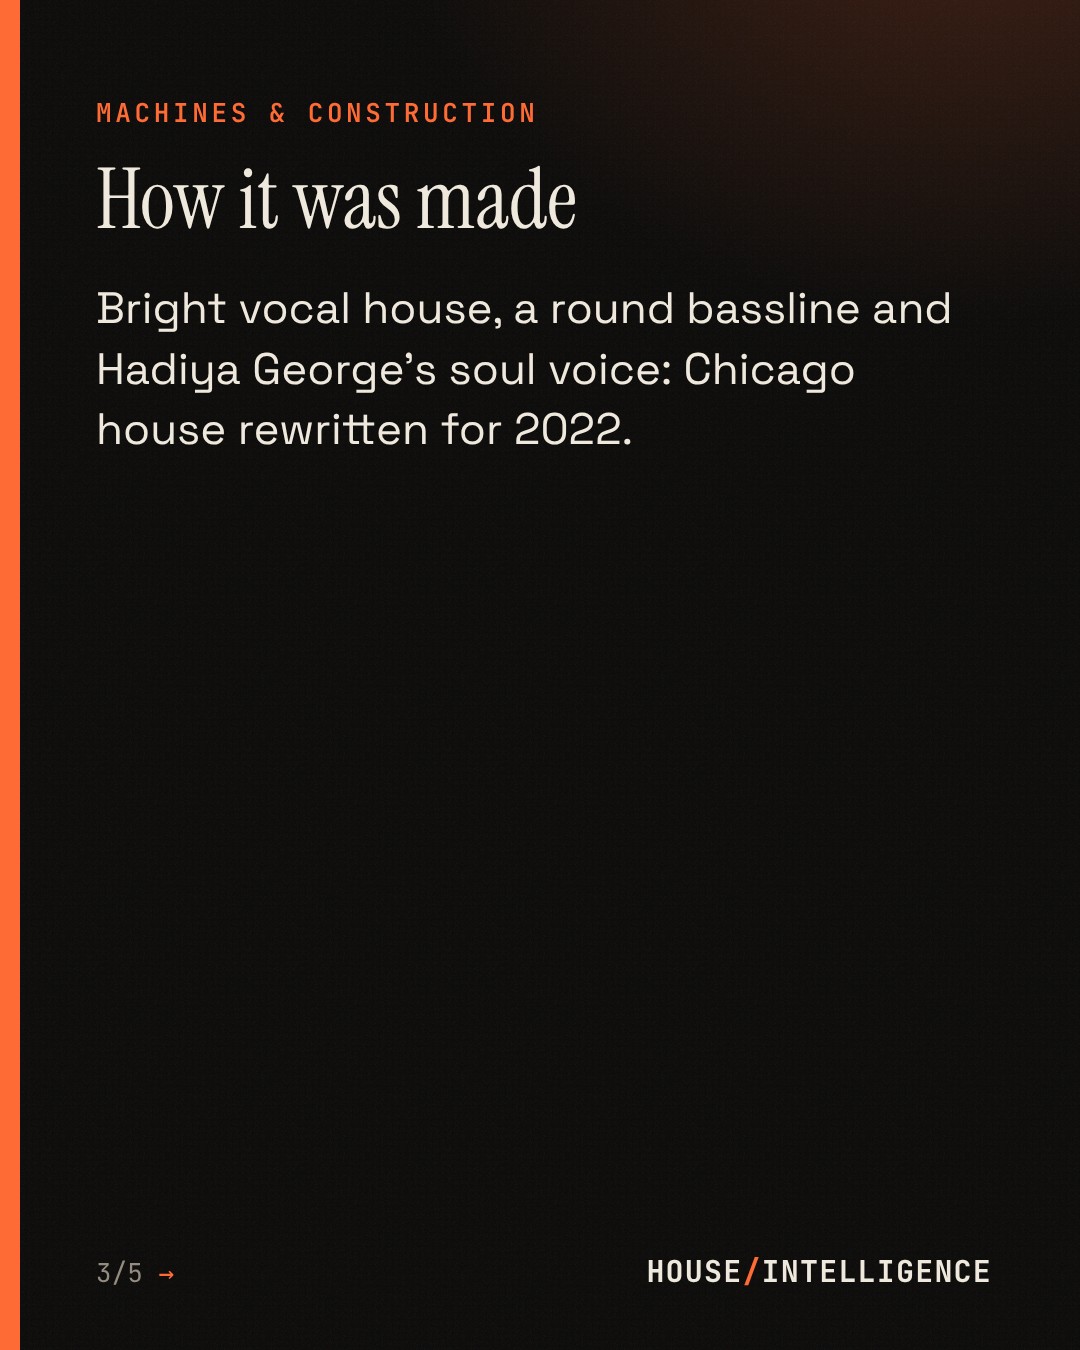 MACHINES & CONSTRUCTION
How it was made
Bright vocal house, a round bassline and
Hadiya George’s soul voice: Chicago
house rewritten for 2022.
3/5 →
HOUSE/INTELLIGENCE